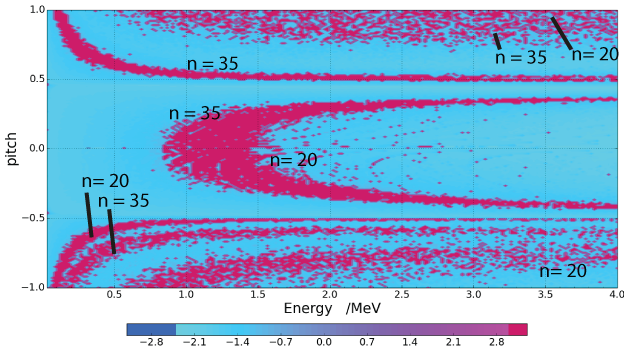 1.0
n = 35
n = 35
n= 20
0.5
n = 35
pitch
0.0
n= 20
n= 20
n = 35
−0.5
n= 20
−1.0
0.5 1.0 1.5 2.0 2.5 3.0 3.5 4.0
Energy /MeV
−2.8 −2.1 −1.4 −0.7 0.0 0.7 1.4 2.1 2.8